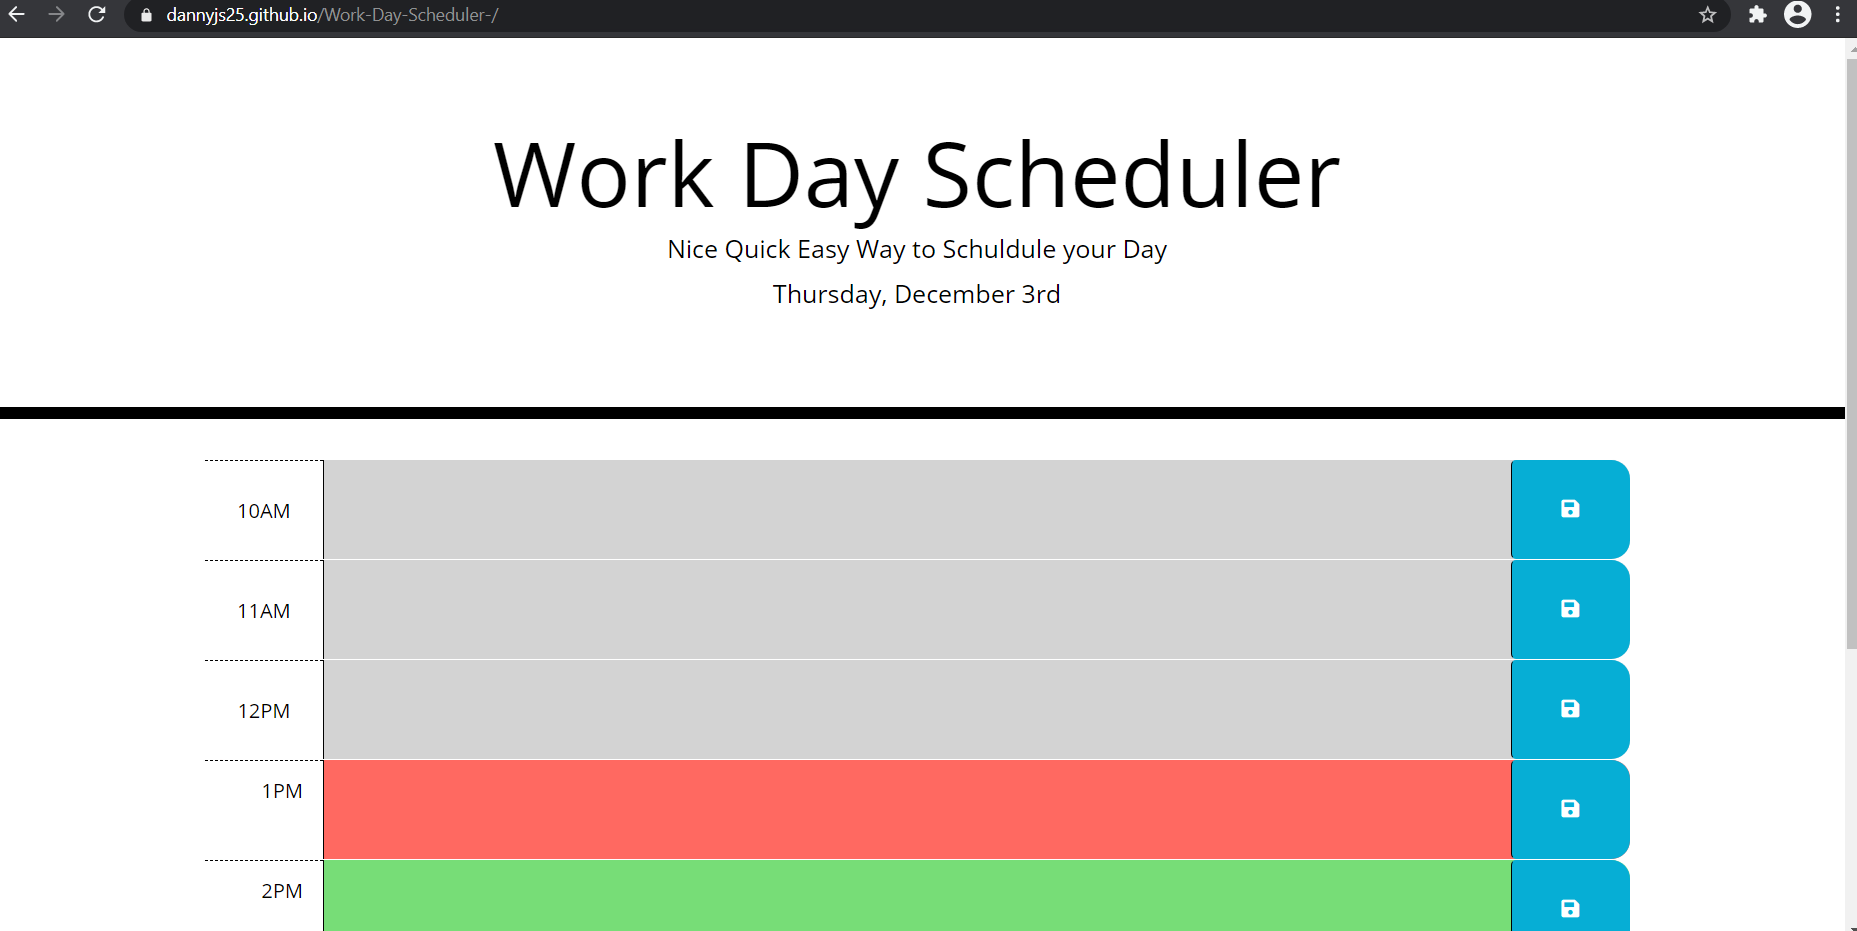 dannyjs25.github.io/Work-Day-Scheduler-/
Work Day Scheduler
Nice Quick Easy Way to Schuldule your Day
Thursday, December 3rd
10AM
11AM
12PM
1PM
2PM